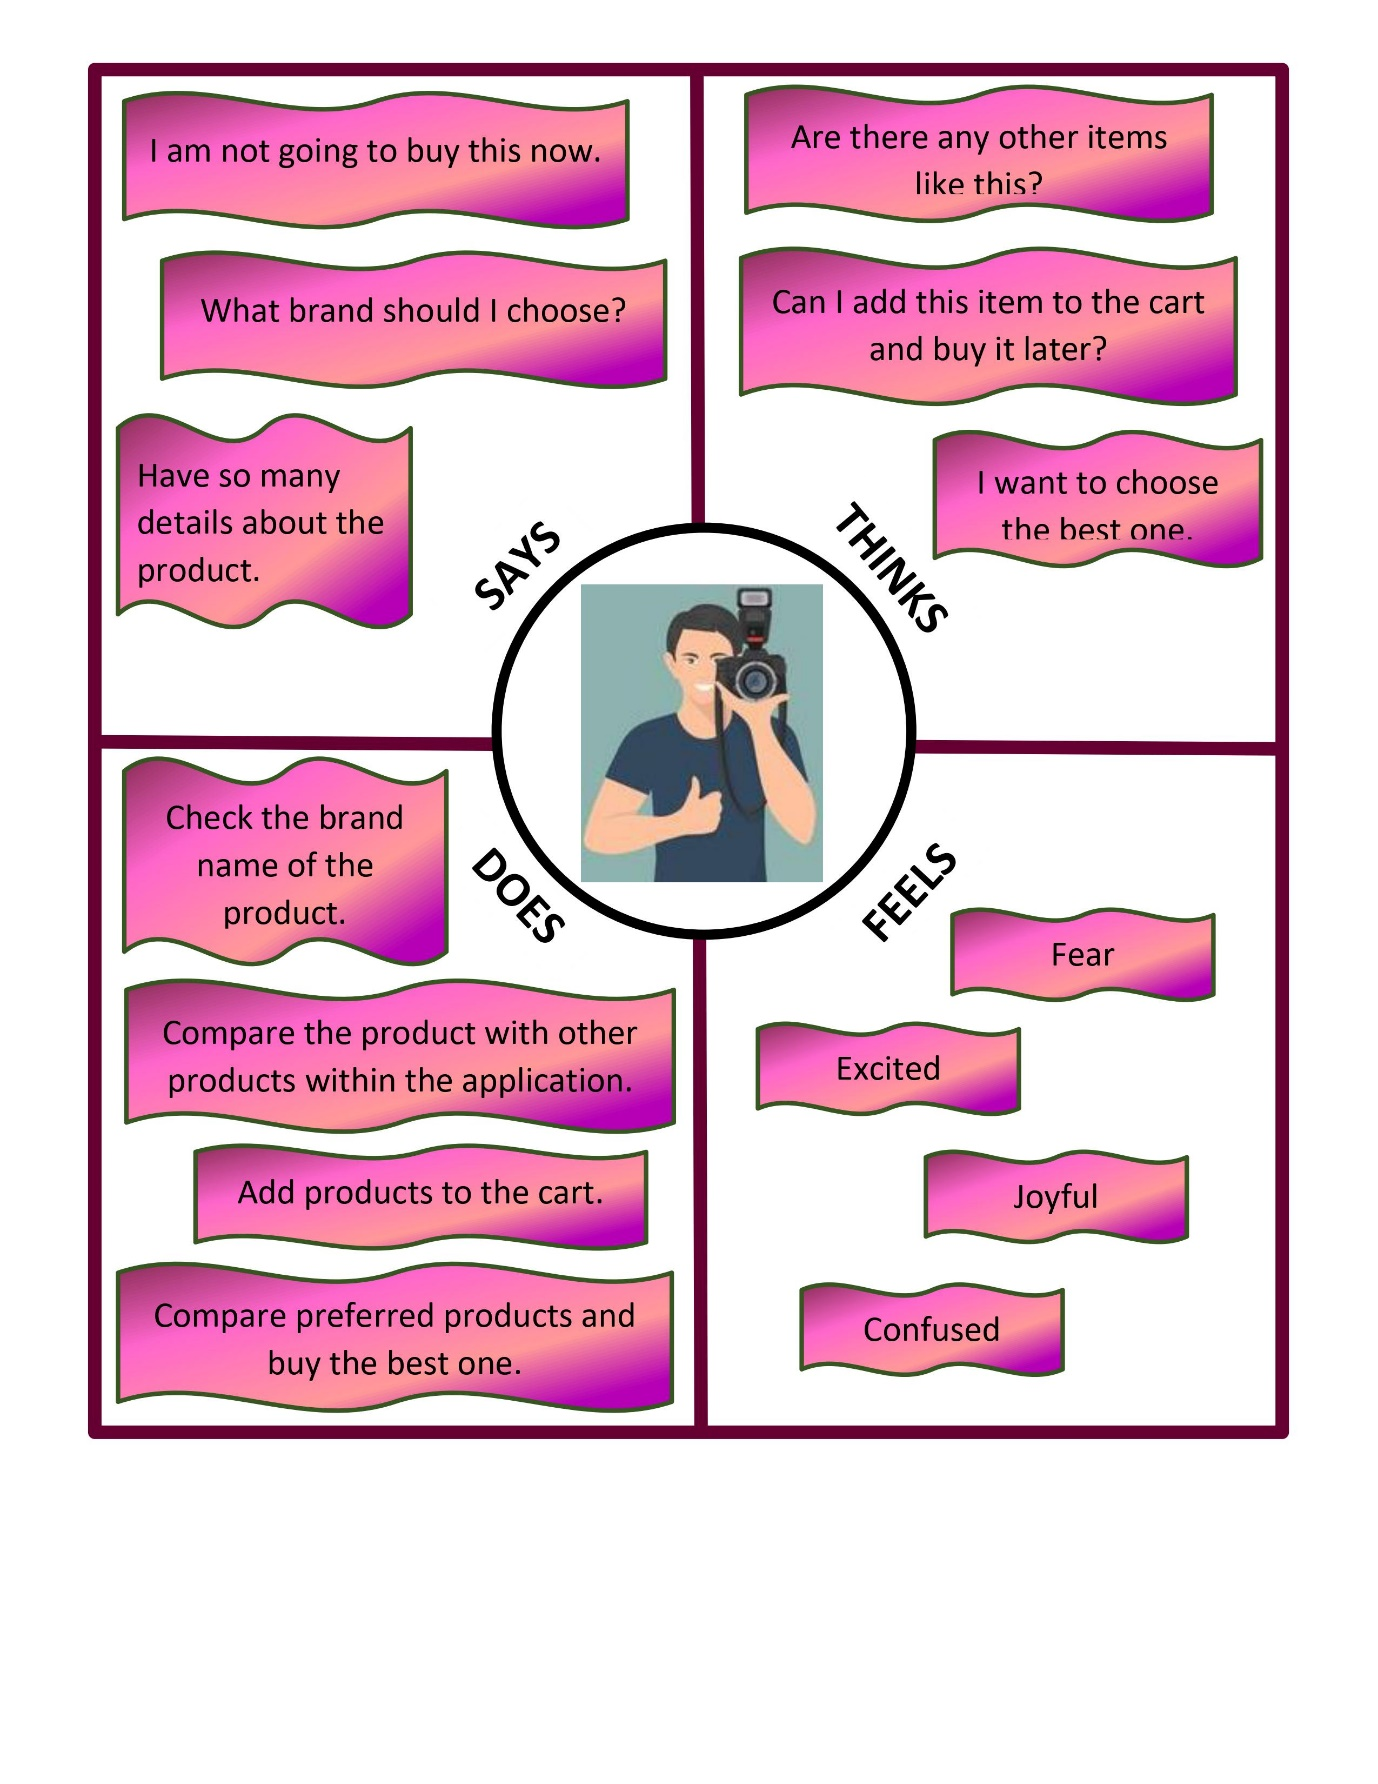 I am not going to buy this now.
What brand should I choose?
Have so many
details about the
product.
SAYS
Are there any other items
like this?
Can I add this item to the cart
and buy it later?
I want to choose
the best one.
THINKS
Check the brand
name of the
product.
DOES
Compare the product with other
products within the application.
Add products to the cart.
Compare preferred products and
buy the best one.
FEELS
Fear
Excited
Joyful
Confused